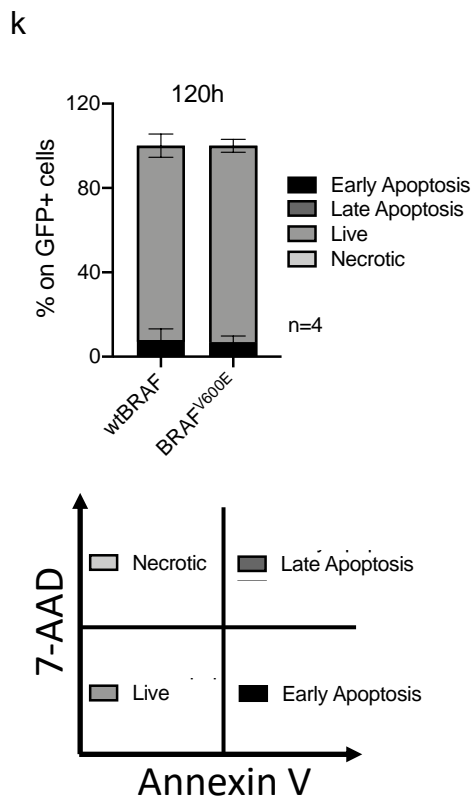 k
120h
120
80
40
0
% on GFP+ cells
wtBRAF
BRAFV600E
Early Apoptosis
Late Apoptosis
Live
Necrotic
n=4
7-AAD
Necrotic
Late Apoptosis
Live
Early Apoptosis
Annexin V